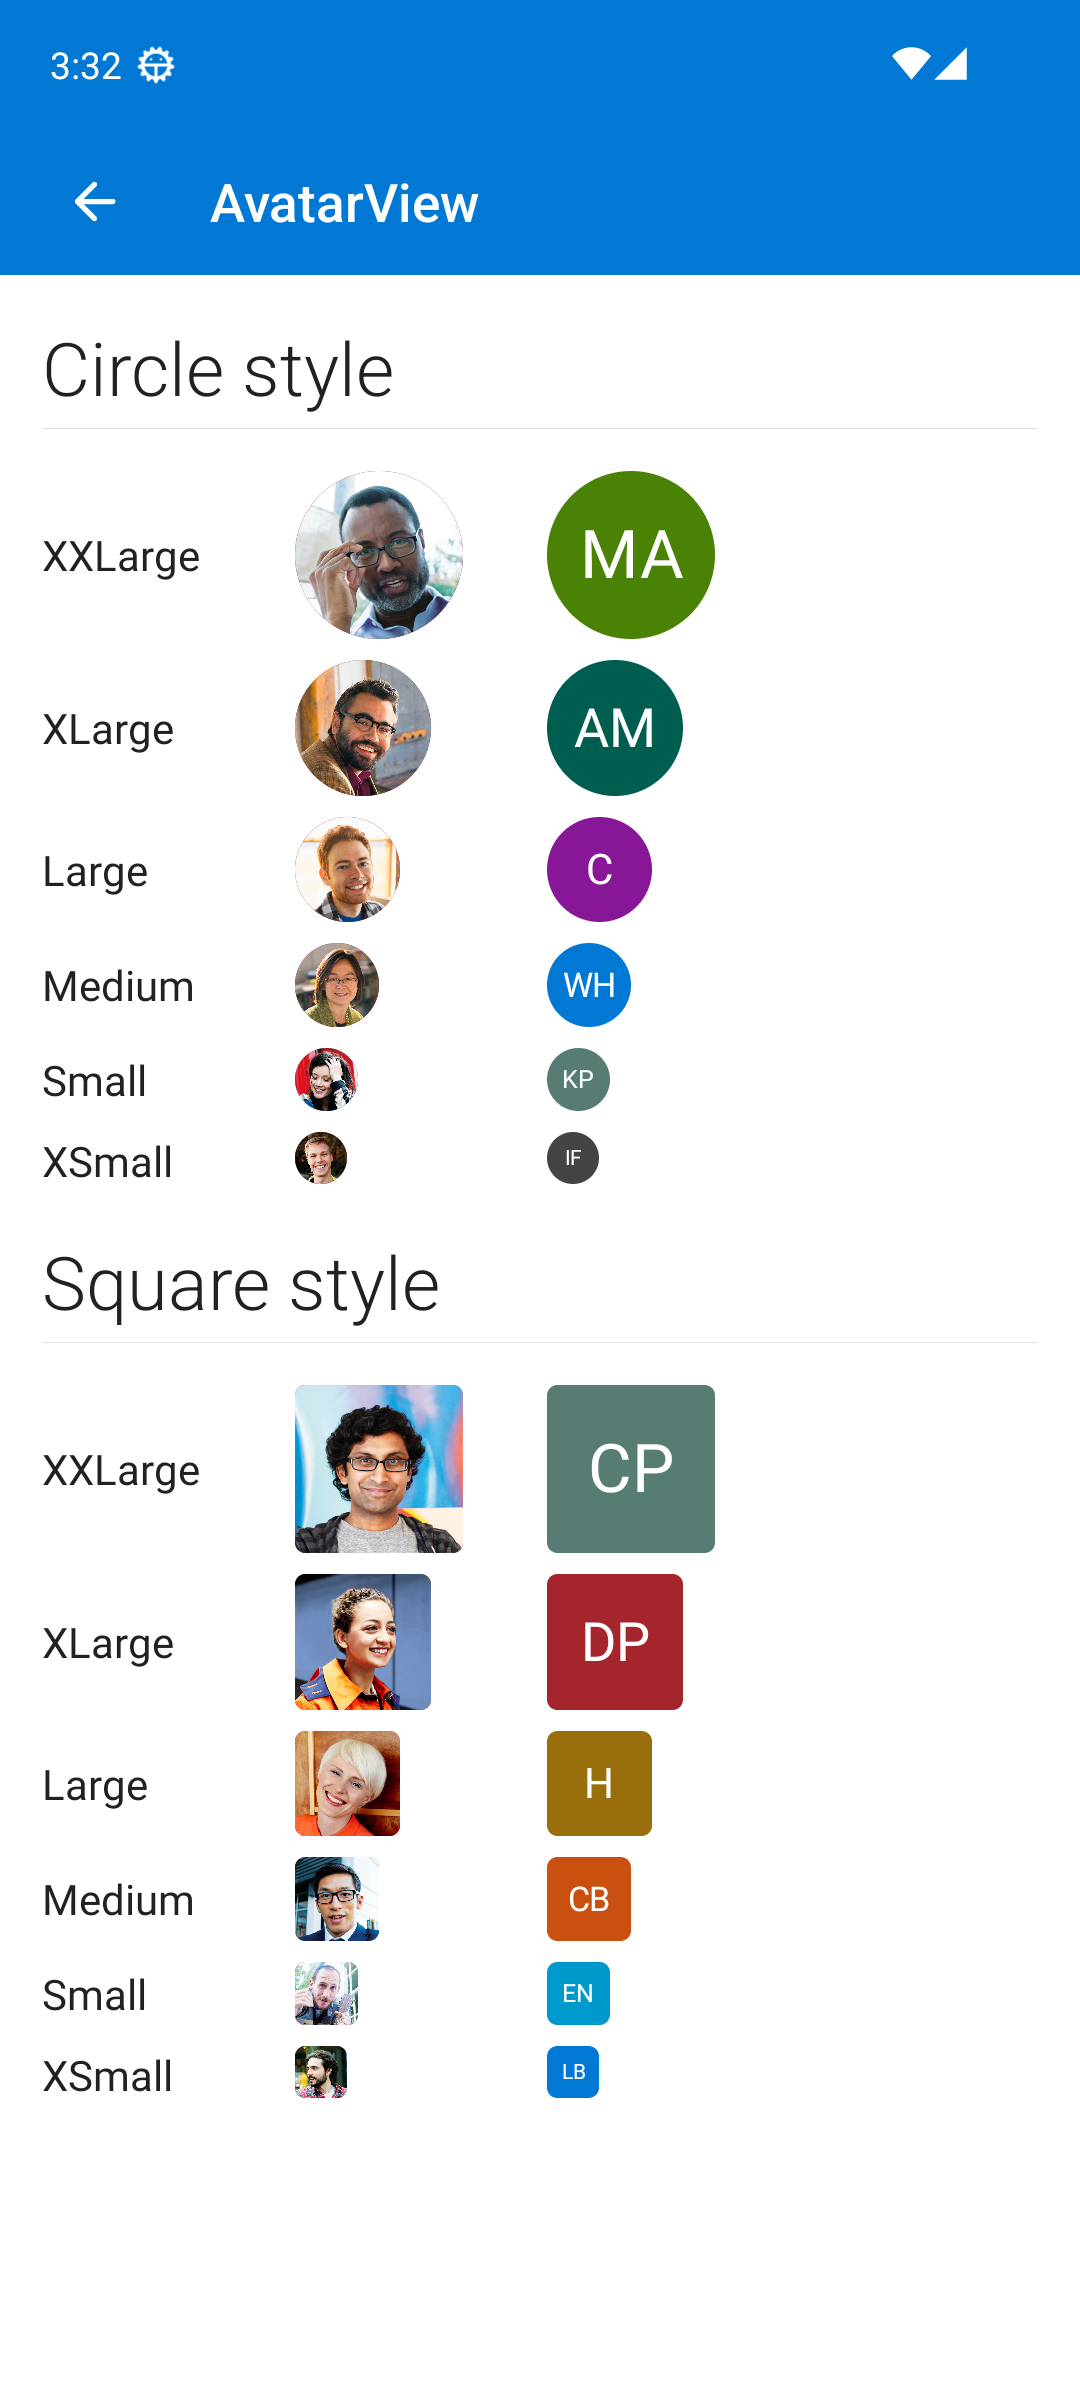 3:32
AvatarView
Circle style
XXLarge MA
XLarge AM
Large C
Medium WH
Small KP
XSmall IF
Square style
XXLarge CP
XLarge DP
Large H
Medium CB
Small EN
XSmall LB